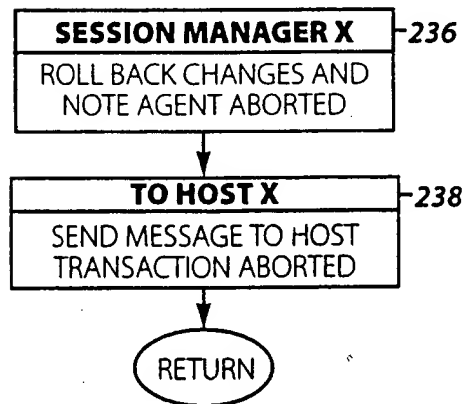 SESSION MANAGER X
236
ROLL BACK CHANGES AND
NOTE AGENT ABORTED
TO HOST X
238
SEND MESSAGE TO HOST
TRANSACTION ABORTED
RETURN